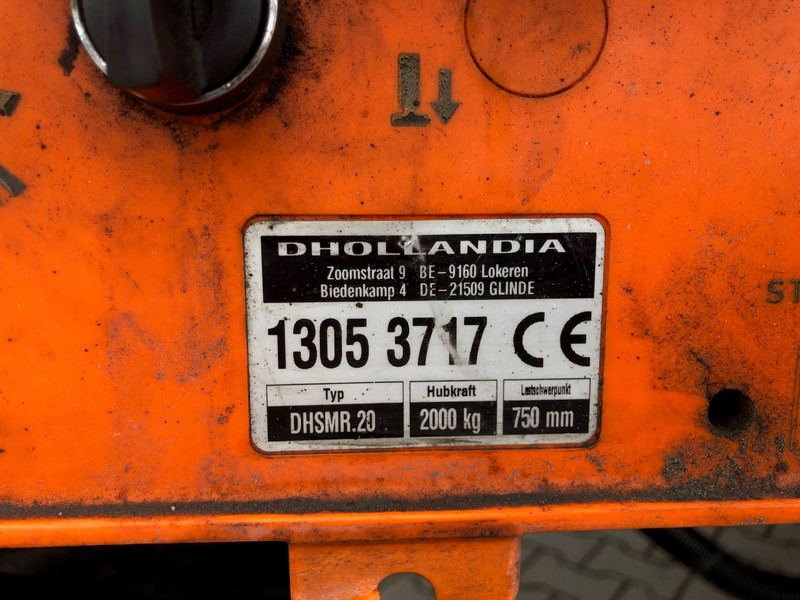 DHOLLANDIA
Zoomstraat 9 BE-9160 Lokeren
Biedenkamp 4 DE-21509 GLINDE
1305 3717 CE
Typ Hubkraft Lastschwerpunkt
DHSMR.20 2000 kg 750 mm
ST